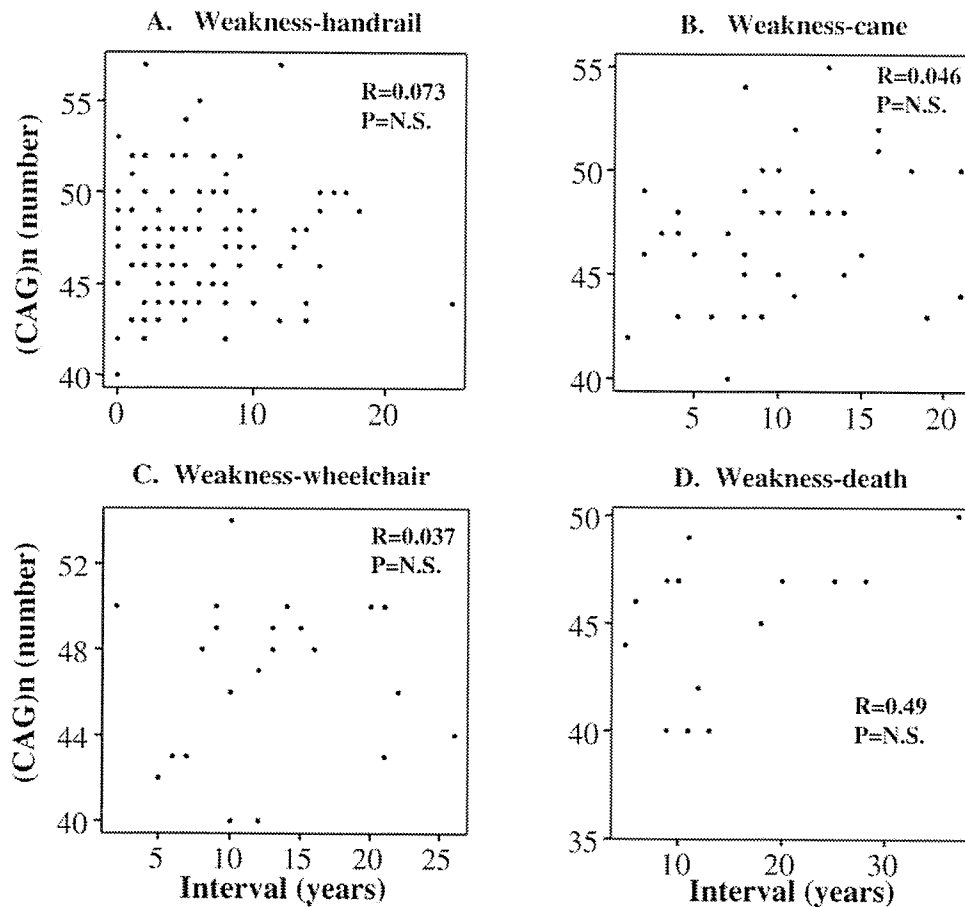 A. Weakness-handrail
B. Weakness-cane
R=0.073
P=N.S.
R=0.046
P=N.S.
(CAG)n (number)
55
50
45
40
0
10
20
55
50
45
40
5
10
15
20
C. Weakness-wheelchair
D. Weakness-death
R=0.037
P=N.S.
R=0.49
P=N.S.
(CAG)n (number)
52
48
44
40
5
10
15
20
25
Interval (years)
50
45
40
35
10
20
30
Interval (years)